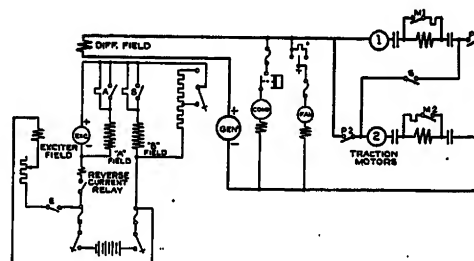 M1
1
P
DIFF. FIELD
A
B
S
+
+
+
EXC
COMP
FAN
GEN
P2
2
M2
EXCITER
FIELD
"A"
FIELD
"B"
FIELD
TRACTION
MOTORS
REVERSE
CURRENT
RELAY
E